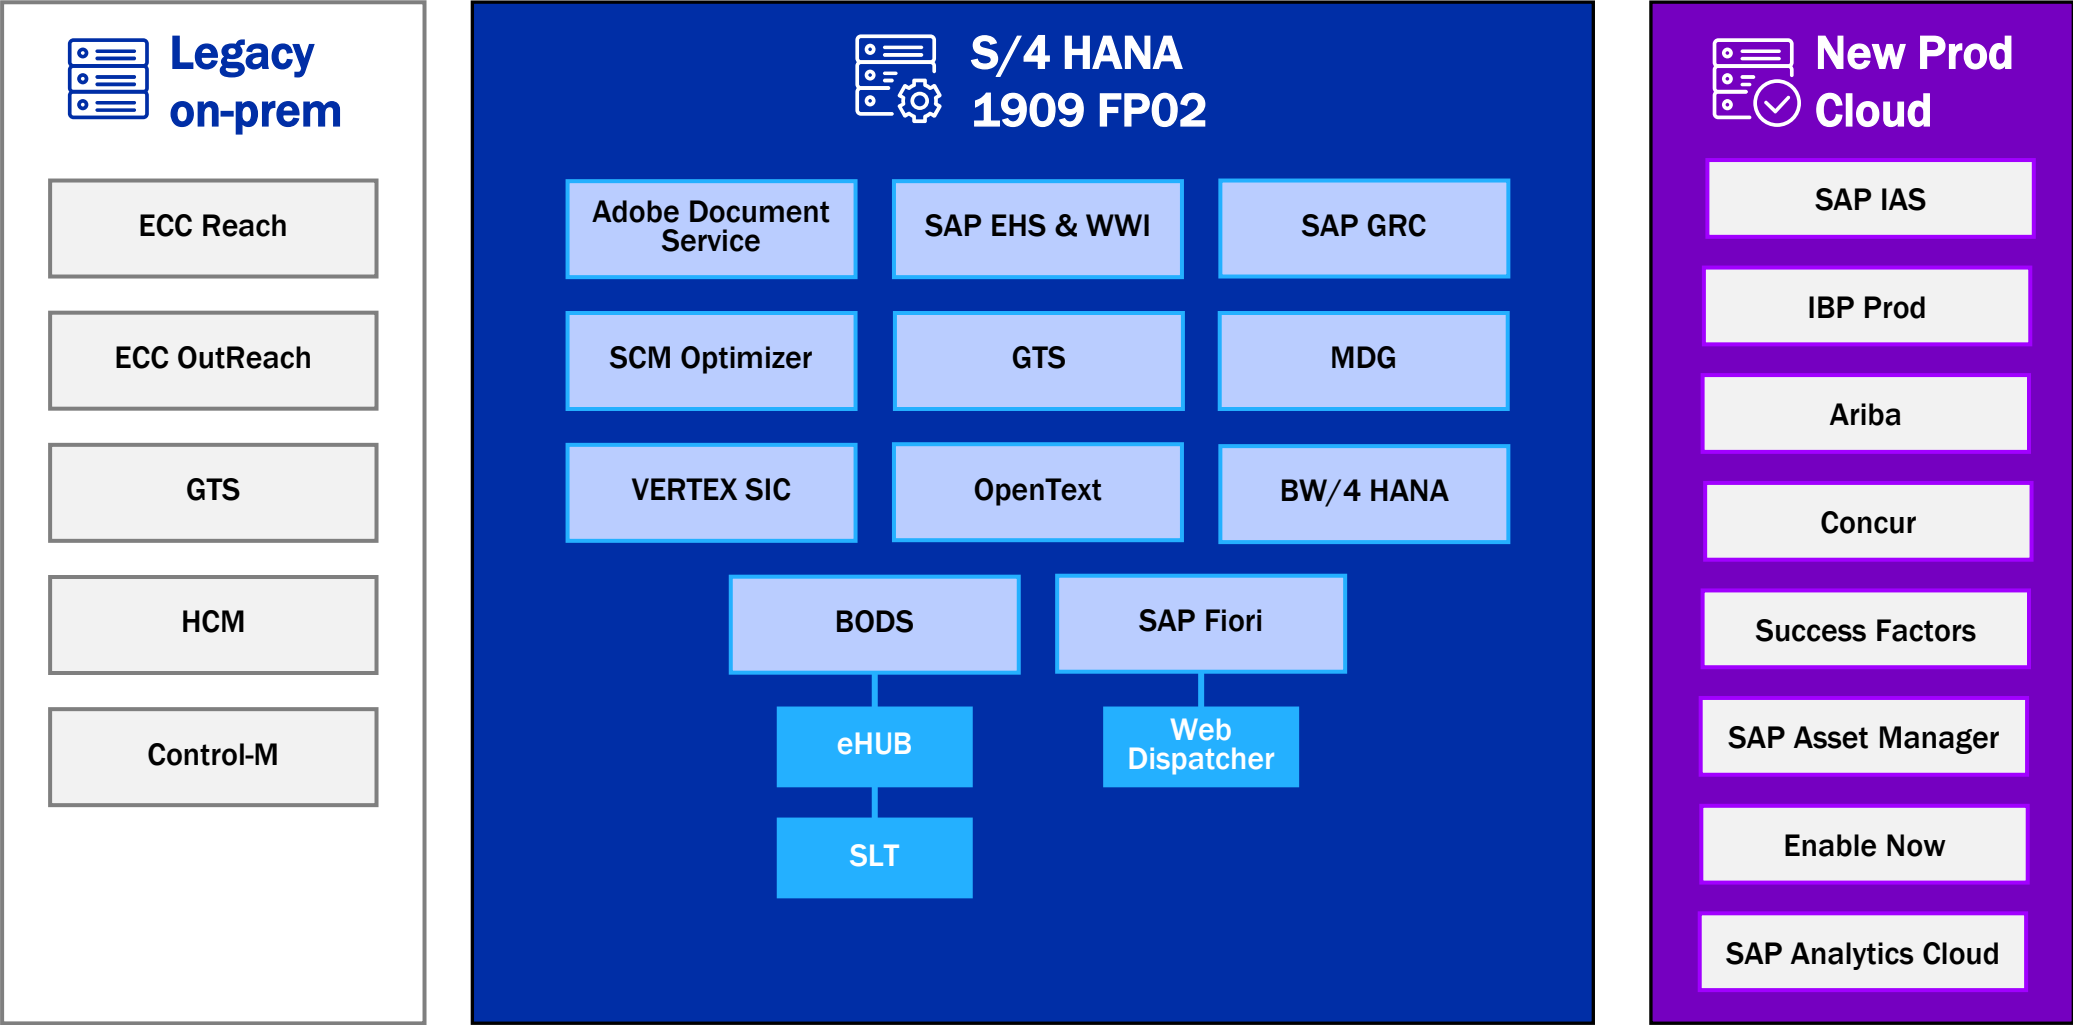 Legacy
on-prem
ECC Reach
ECC OutReach
GTS
HCM
Control-M
S/4 HANA
1909 FP02
Adobe Document
Service
SAP EHS & WWI
SAP GRC
SCM Optimizer
GTS
MDG
VERTEX SIC
OpenText
BW/4 HANA
BODS
SAP Fiori
eHUB
Web
Dispatcher
SLT
New Prod
Cloud
SAP IAS
IBP Prod
Ariba
Concur
Success Factors
SAP Asset Manager
Enable Now
SAP Analytics Cloud